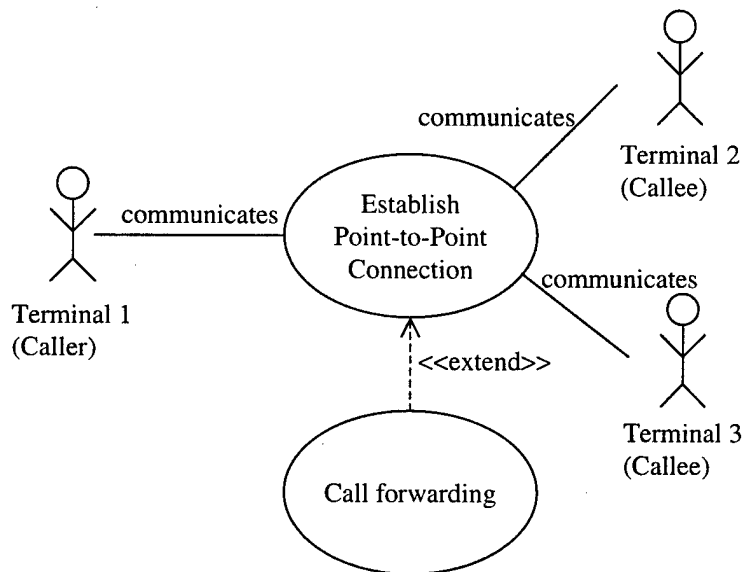 communicates
Terminal 2
(Callee)
communicates
Establish
Point-to-Point
Connection
Terminal 1
(Caller)
communicates
<<extend>>
Terminal 3
(Callee)
Call forwarding